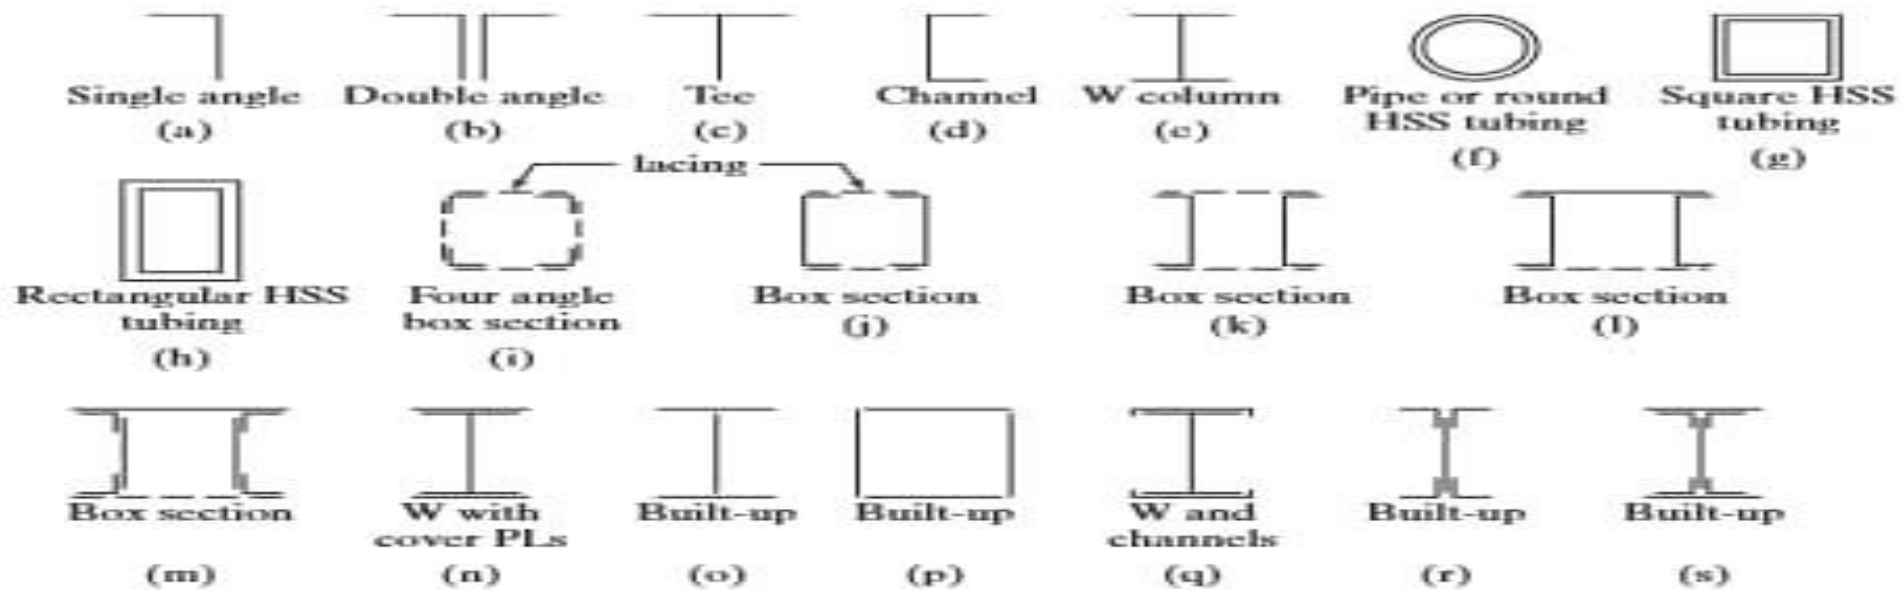 Single angle
(a)
Double angle
(b)
Tee
(c)
Channel
(d)
W column
(e)
Pipe or round
HSS tubing
(f)
Square HSS
tubing
(g)
lacing
Rectangular HSS
tubing
(h)
Four angle
box section
(i)
Box section
(j)
Box section
(k)
Box section
(l)
Box section
(m)
W with
cover PLs
(n)
Built-up
(o)
Built-up
(p)
W and
channels
(q)
Built-up
(r)
Built-up
(s)